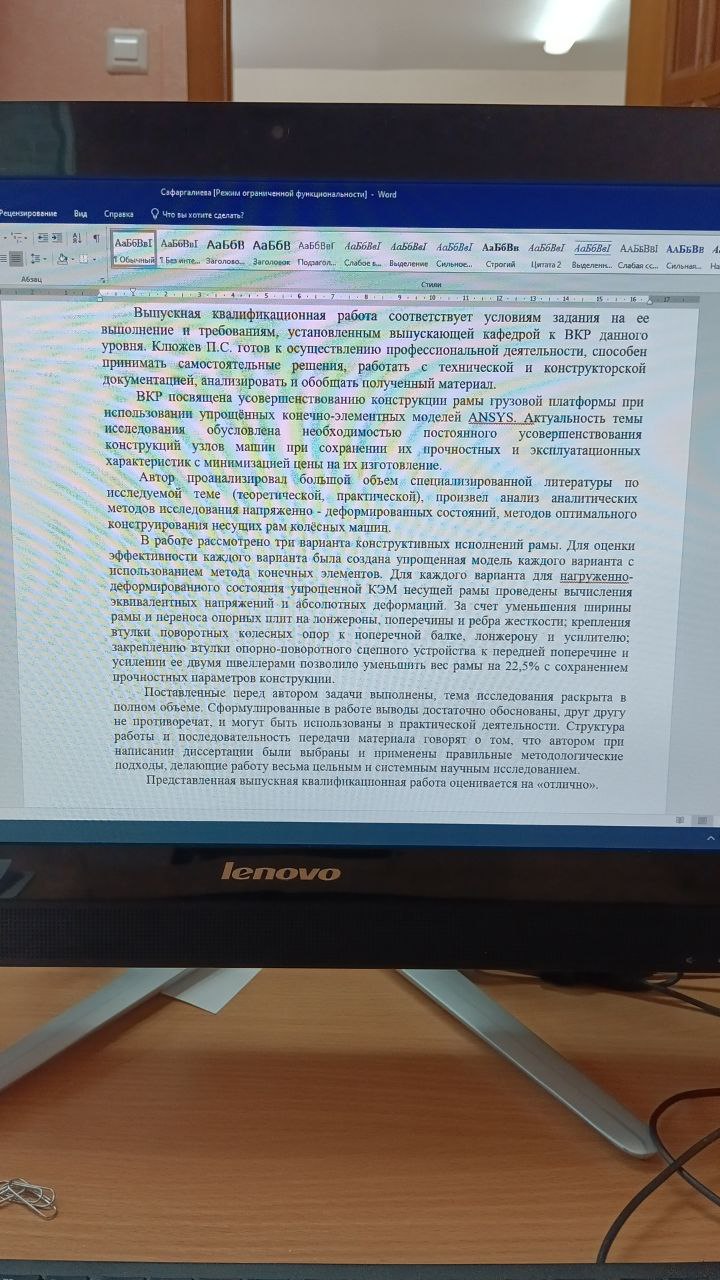 Сафаргалиева [Режим ограниченной функциональности] - Word
Рецензирование Вид Справка Что вы хотите сделать?
АаБбВвГ АаБбВвГ АаБбВ АаБбВ АаБбВвГ АаБбВвГ АаБбВвГ АаБбВвГ АаБбВв АаБбВвГ АаБбВвГ АаБбВвГ АаБбВв
¶ Обычный ¶ Без инте... Заголово... Заголовок Подзагол... Слабое в... Выделение Сильное... Строгий Цитата 2 Выделенн... Слабая сс... Сильная...
Абзац Стили
Выпускная квалификационная работа соответствует условиям задания на ее
выполнение и требованиям, установленным выпускающей кафедрой к ВКР данного
уровня. Клюжев П.С. готов к осуществлению профессиональной деятельности, способен
принимать самостоятельные решения, работать с технической и конструкторской
документацией, анализировать и обобщать полученный материал.
ВКР посвящена усовершенствованию конструкции рамы грузовой платформы при
использовании упрощённых конечно-элементных моделей ANSYS. Актуальность темы
исследования обусловлена необходимостью постоянного усовершенствования
конструкций узлов машин при сохранении их прочностных и эксплуатационных
характеристик с минимизацией цены на их изготовление.
Автор проанализировал большой объем специализированной литературы по
исследуемой теме (теоретической, практической), произвел анализ аналитических
методов исследования напряженно - деформированных состояний, методов оптимального
конструирования несущих рам колёсных машин.
В работе рассмотрено три варианта конструктивных исполнений рамы. Для оценки
эффективности каждого варианта была создана упрощенная модель каждого варианта с
использованием метода конечных элементов. Для каждого варианта для нагруженно-
деформированного состояния упрощенной КЭМ несущей рамы проведены вычисления
эквивалентных напряжений и абсолютных деформаций. За счет уменьшения ширины
рамы и переноса опорных плит на лонжероны, поперечины и ребра жесткости; крепления
втулки поворотных колесных опор к поперечной балке, лонжерону и усилителю;
закреплению втулки опорно-поворотного сцепного устройства к передней поперечине и
усилении ее двумя швеллерами позволило уменьшить вес рамы на 22,5% с сохранением
прочностных параметров конструкции.
Поставленные перед автором задачи выполнены, тема исследования раскрыта в
полном объеме. Сформулированные в работе выводы достаточно обоснованы, друг другу
не противоречат, и могут быть использованы в практической деятельности. Структура
работы и последовательность передачи материала говорят о том, что автором при
написании диссертации были выбраны и применены правильные методологические
подходы, делающие работу весьма цельным и системным научным исследованием.
Представленная выпускная квалификационная работа оценивается на «отлично».
lenovo